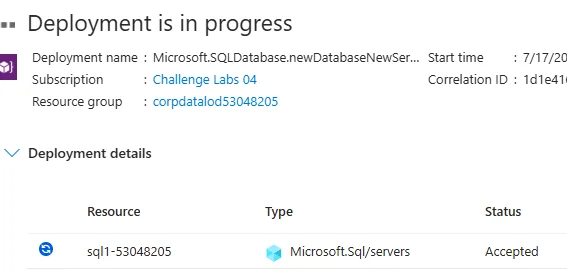 Deployment is in progress
Deployment name : Microsoft.SQLDatabase.newDatabaseNewSer... Start time : 7/17/20
Subscription : Challenge Labs 04 Correlation ID : 1d1e416
Resource group : corpdatalod53048205
Deployment details
Resource Type Status
sql1-53048205 Microsoft.Sql/servers Accepted